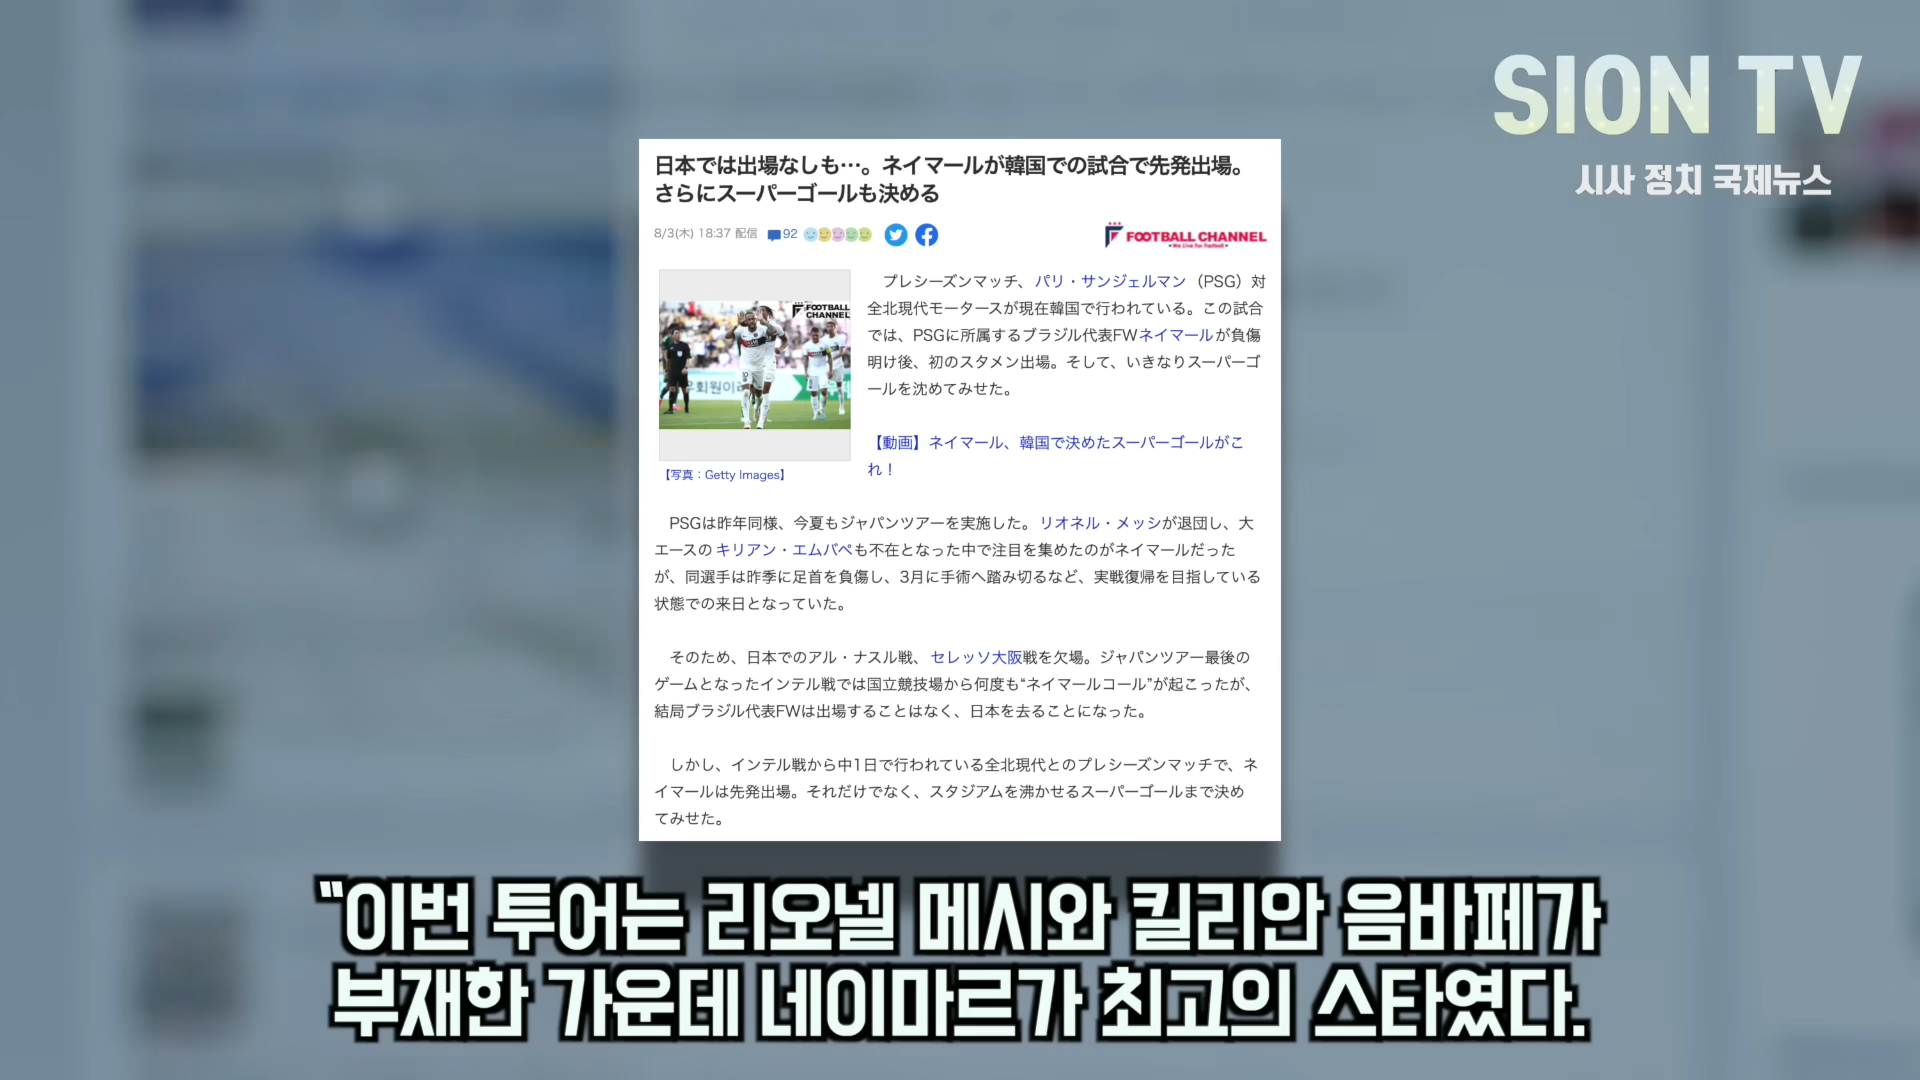 SION TV
시사 정치 국제뉴스
日本では出場なしも…。ネイマールが韓国での試合で先発出場。
さらにスーパーゴールも決める
8/3(木) 18:37 配信 92
FOOTBALL CHANNEL
We Live For Football
FOOTBALL
CHANNEL
우회원이
【写真：Getty Images】
プレシーズンマッチ、パリ・サンジェルマン（PSG）対
全北現代モータースが現在韓国で行われている。この試合
では、PSGに所属するブラジル代表FWネイマールが負傷
明け後、初のスタメン出場。そして、いきなりスーパーゴ
ールを沈めてみせた。
【動画】ネイマール、韓国で決めたスーパーゴールがこ
れ！
PSGは昨年同様、今夏もジャパンツアーを実施した。リオネル・メッシが退団し、大
エースのキリアン・エムバペも不在となった中で注目を集めたのがネイマールだった
が、同選手は昨季に足首を負傷し、3月に手術へ踏み切るなど、実戦復帰を目指している
状態での来日となっていた。
そのため、日本でのアル・ナスル戦、セレッソ大阪戦を欠場。ジャパンツアー最後の
ゲームとなったインテル戦では国立競技場から何度も“ネイマールコール”が起こったが、
結局ブラジル代表FWは出場することはなく、日本を去ることになった。
しかし、インテル戦から中1日で行われている全北現代とのプレシーズンマッチで、ネ
イマールは先発出場。それだけでなく、スタジアムを沸かせるスーパーゴールまで決め
てみせた。
“이번 투어는 리오넬 메시와 킬리안 음바페가
부재한 가운데 네이마르가 최고의 스타였다.